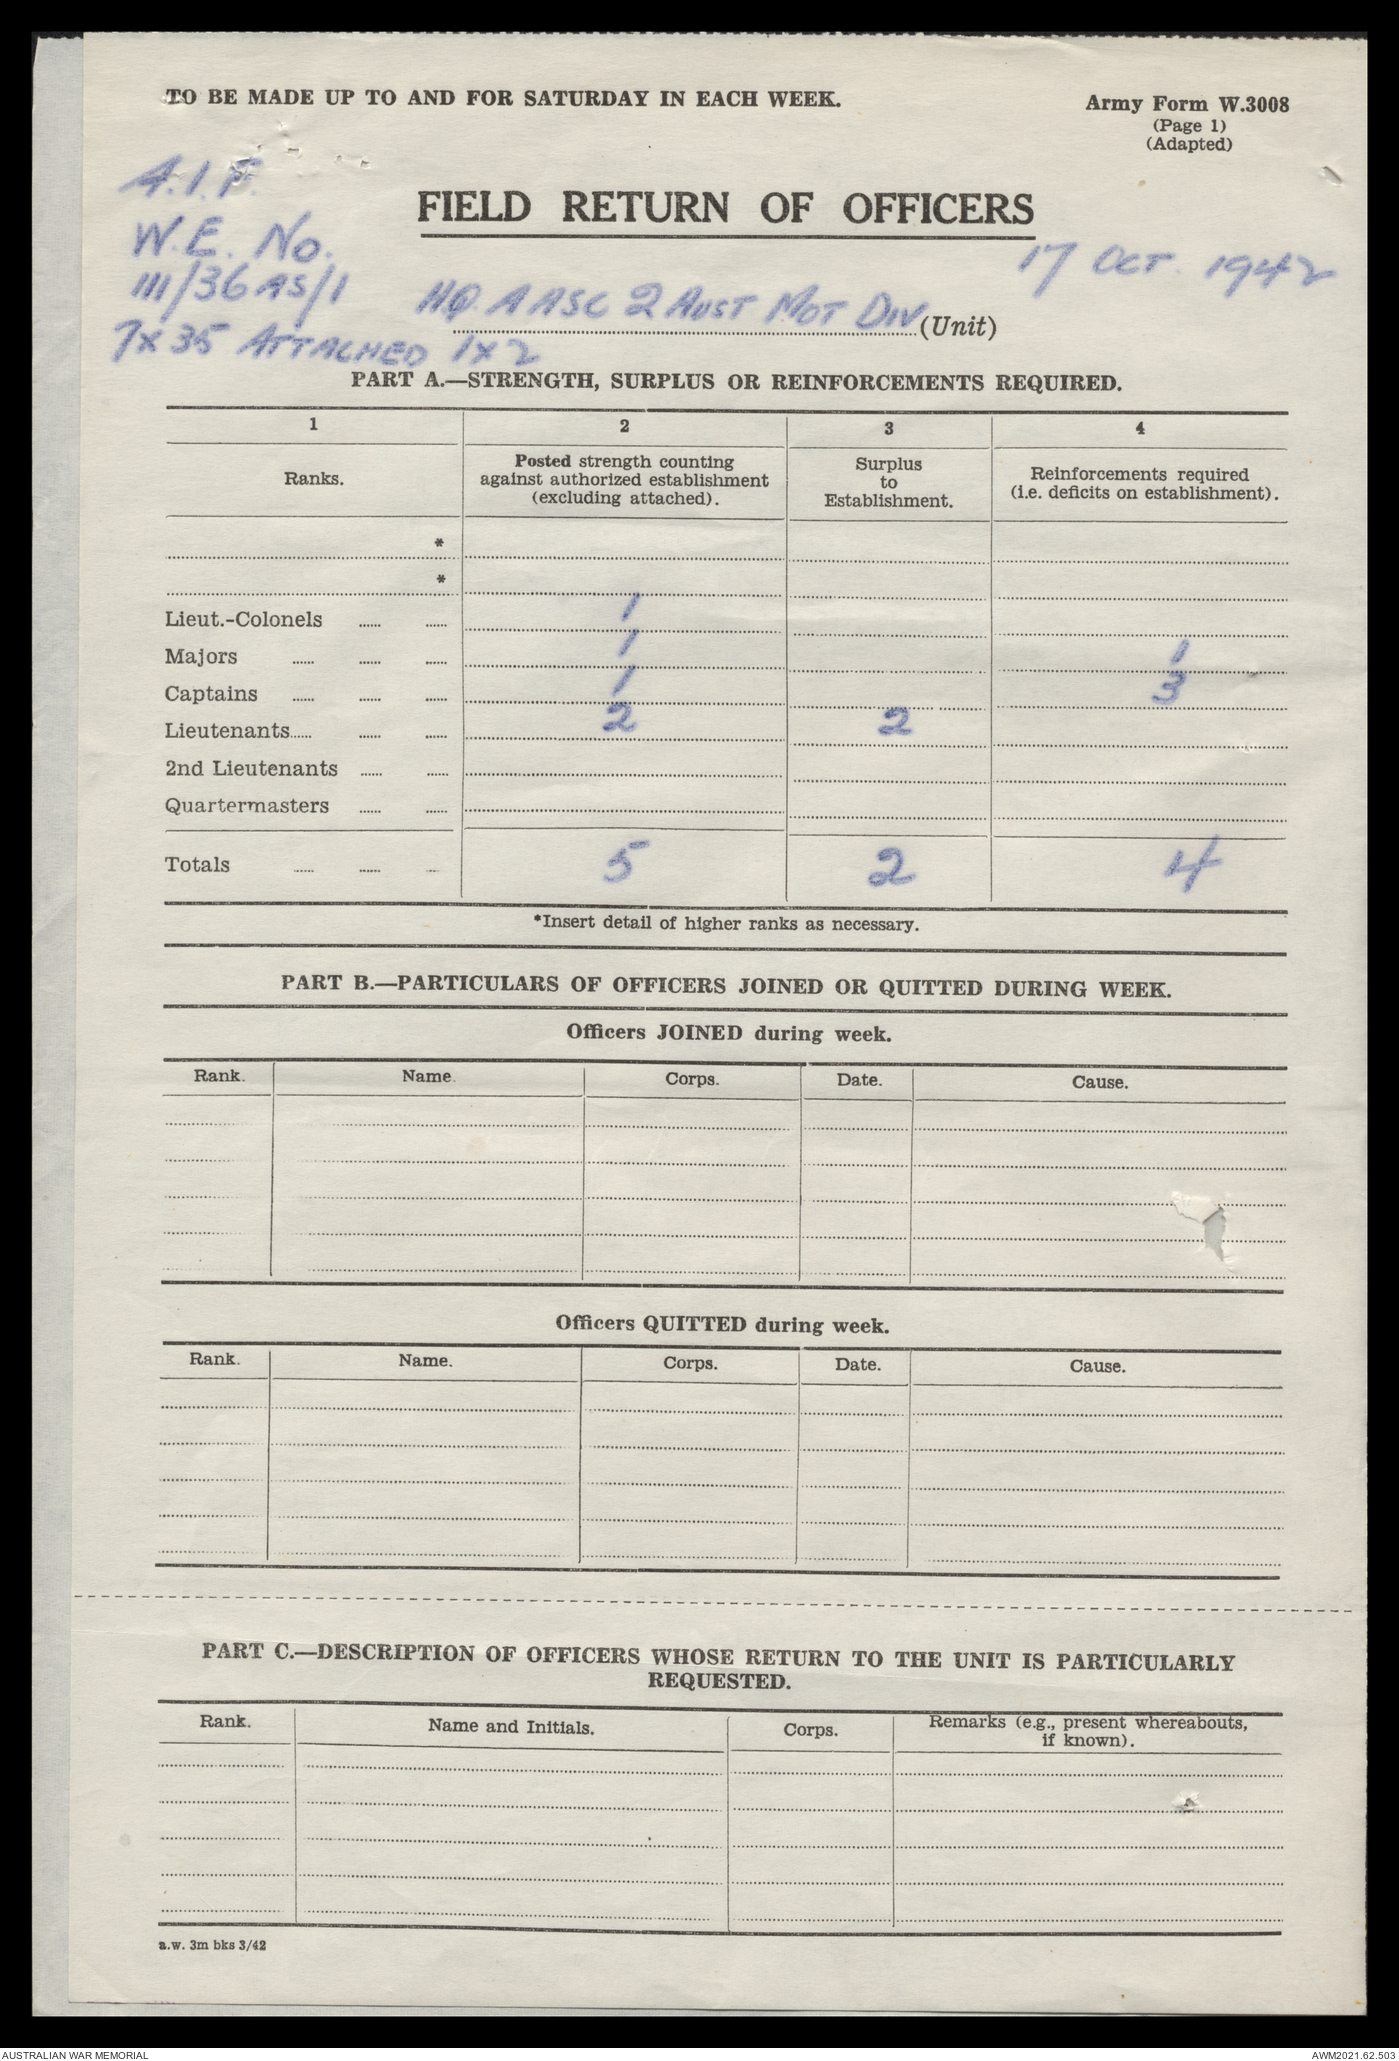 TO BE MADE UP TO AND FOR SATURDAY IN EACH WEEK.
Army Form W.3008
(Page 1)
(Adapted)
A.I.F.
W.E. No.
III/36AS/1
7x35 ATTACHED 1x2
FIELD RETURN OF OFFICERS
17 OCT. 1942
HQ. AASC 2 AUST MOT DIV (Unit)
PART A.—STRENGTH, SURPLUS OR REINFORCEMENTS REQUIRED.
1 2 3 4
Ranks.
Posted strength counting
against authorized establishment
(excluding attached).
Surplus
to
Establishment.
Reinforcements required
(i.e. deficits on establishment).
*
*
Lieut.-Colonels ...... ...... 1
Majors ...... ...... ...... 1 1
Captains ...... ...... ...... 1 3
Lieutenants...... ...... ...... 2 2
2nd Lieutenants ...... ......
Quartermasters ...... ......
Totals ...... ...... ... 5 2 4
*Insert detail of higher ranks as necessary.
PART B.—PARTICULARS OF OFFICERS JOINED OR QUITTED DURING WEEK.
Officers JOINED during week.
Rank. Name. Corps. Date. Cause.
Officers QUITTED during week.
Rank. Name. Corps. Date. Cause.
PART C.—DESCRIPTION OF OFFICERS WHOSE RETURN TO THE UNIT IS PARTICULARLY
REQUESTED.
Rank. Name and Initials. Corps. Remarks (e.g., present whereabouts,
if known).
a.w. 3m bks 3/42
AUSTRALIAN WAR MEMORIAL
AWM2021.62.503